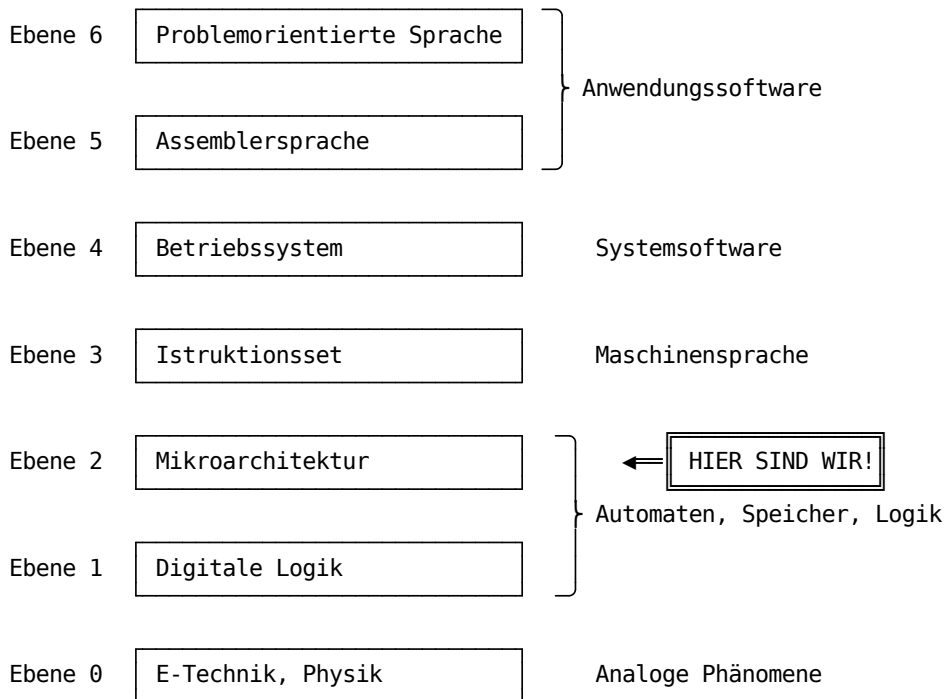 Ebene 6 Problemorientierte Sprache
Anwendungssoftware
Ebene 5 Assemblersprache
Ebene 4 Betriebssystem Systemsoftware
Ebene 3 Istruktionsset Maschinensprache
Ebene 2 Mikroarchitektur HIER SIND WIR!
Automaten, Speicher, Logik
Ebene 1 Digitale Logik
Ebene 0 E-Technik, Physik Analoge Phänomene